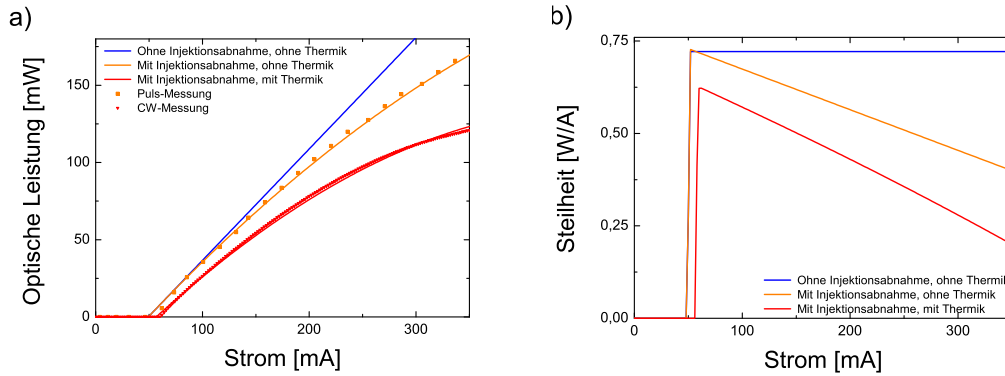 a)
Optische Leistung [mW]
150
100
50
0
Ohne Injektionsabnahme, ohne Thermik
Mit Injektionsabnahme, ohne Thermik
Mit Injektionsabnahme, mit Thermik
Puls-Messung
CW-Messung
0 100 200 300
Strom [mA]
b)
Steilheit [W/A]
0,75
0,50
0,25
0,00
Ohne Injektionsabnahme, ohne Thermik
Mit Injektionsabnahme, ohne Thermik
Mit Injektionsabnahme, mit Thermik
0 100 200 300
Strom [mA]